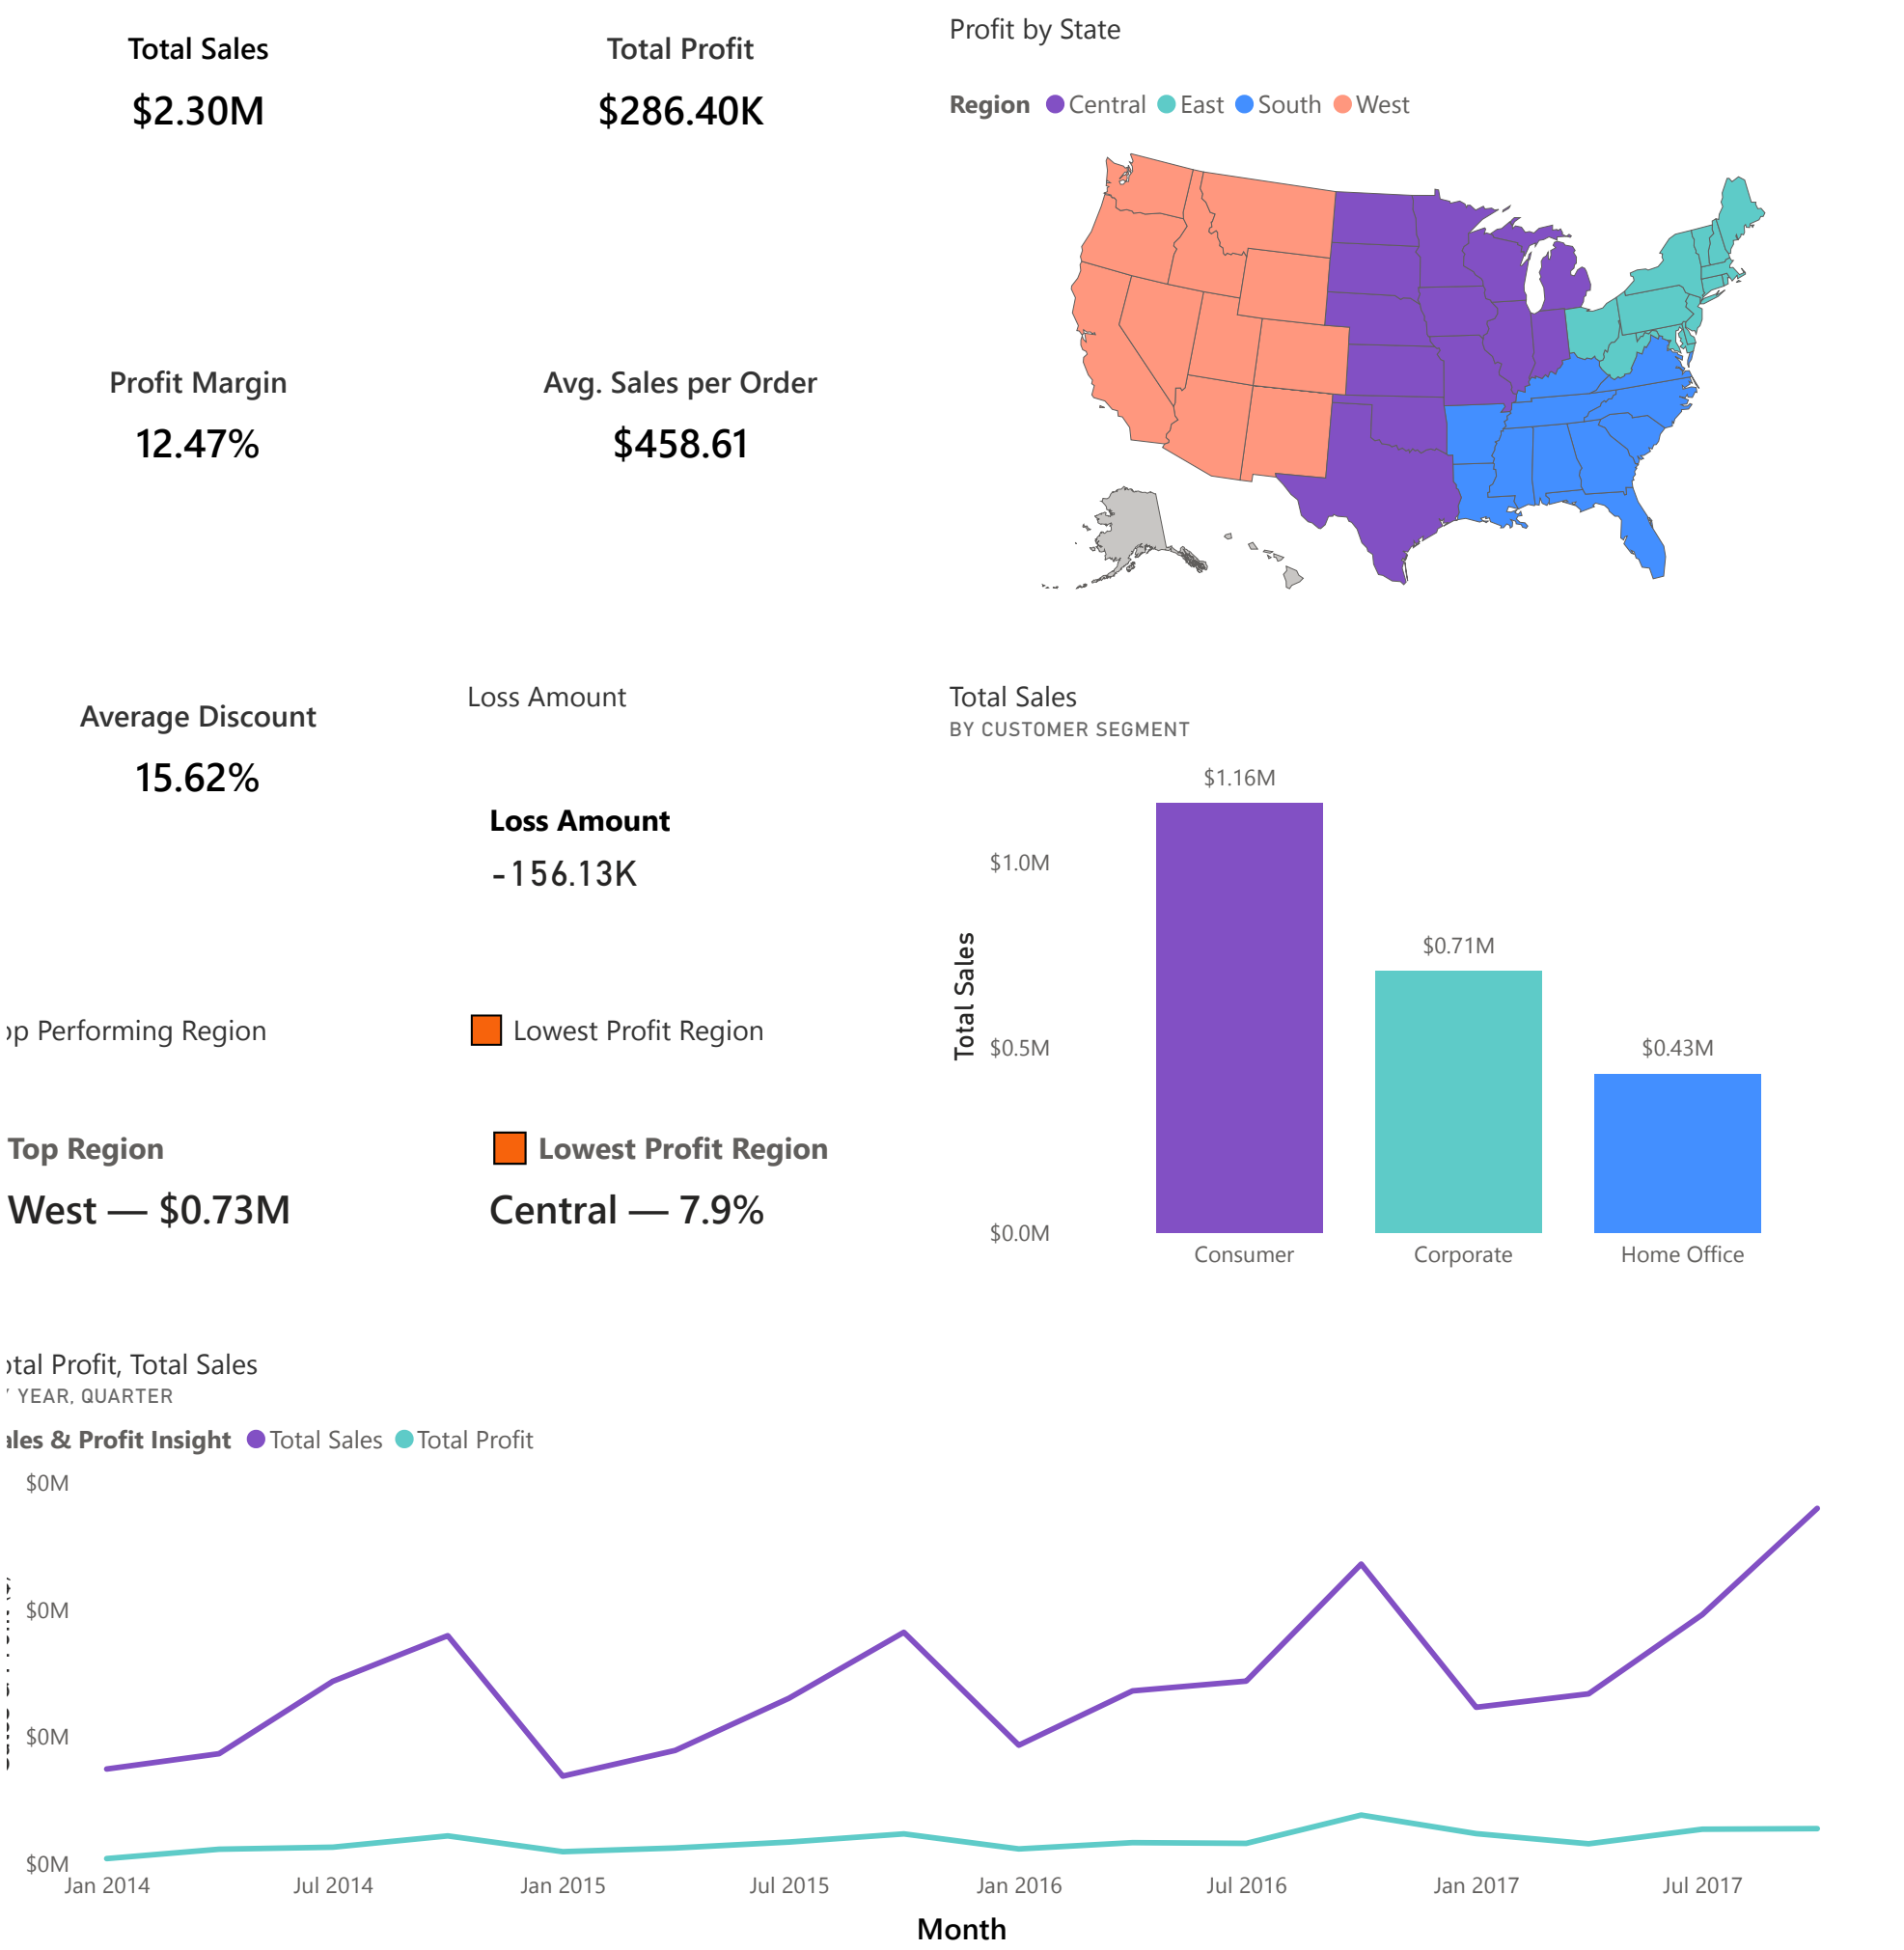 Total Sales
$2.30M
Total Profit
$286.40K
Profit Margin
12.47%
Avg. Sales per Order
$458.61
Profit by State
Region Central East South West
Average Discount
15.62%
Loss Amount
Loss Amount
-156.13K
op Performing Region
Lowest Profit Region
Top Region
West — $0.73M
Lowest Profit Region
Central — 7.9%
Total Sales
BY CUSTOMER SEGMENT
Total Sales
$1.0M
$0.5M
$0.0M
$1.16M
$0.71M
$0.43M
Consumer
Corporate
Home Office
otal Profit, Total Sales
YEAR, QUARTER
ales & Profit Insight Total Sales Total Profit
$0M
$0M
$0M
$0M
Jan 2014
Jul 2014
Jan 2015
Jul 2015
Jan 2016
Jul 2016
Jan 2017
Jul 2017
Month